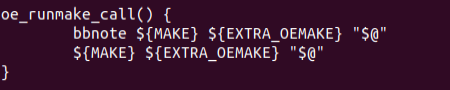 oe_runmake_call() {
        bbnote ${MAKE} ${EXTRA_OEMAKE} "$@"
        ${MAKE} ${EXTRA_OEMAKE} "$@"
}